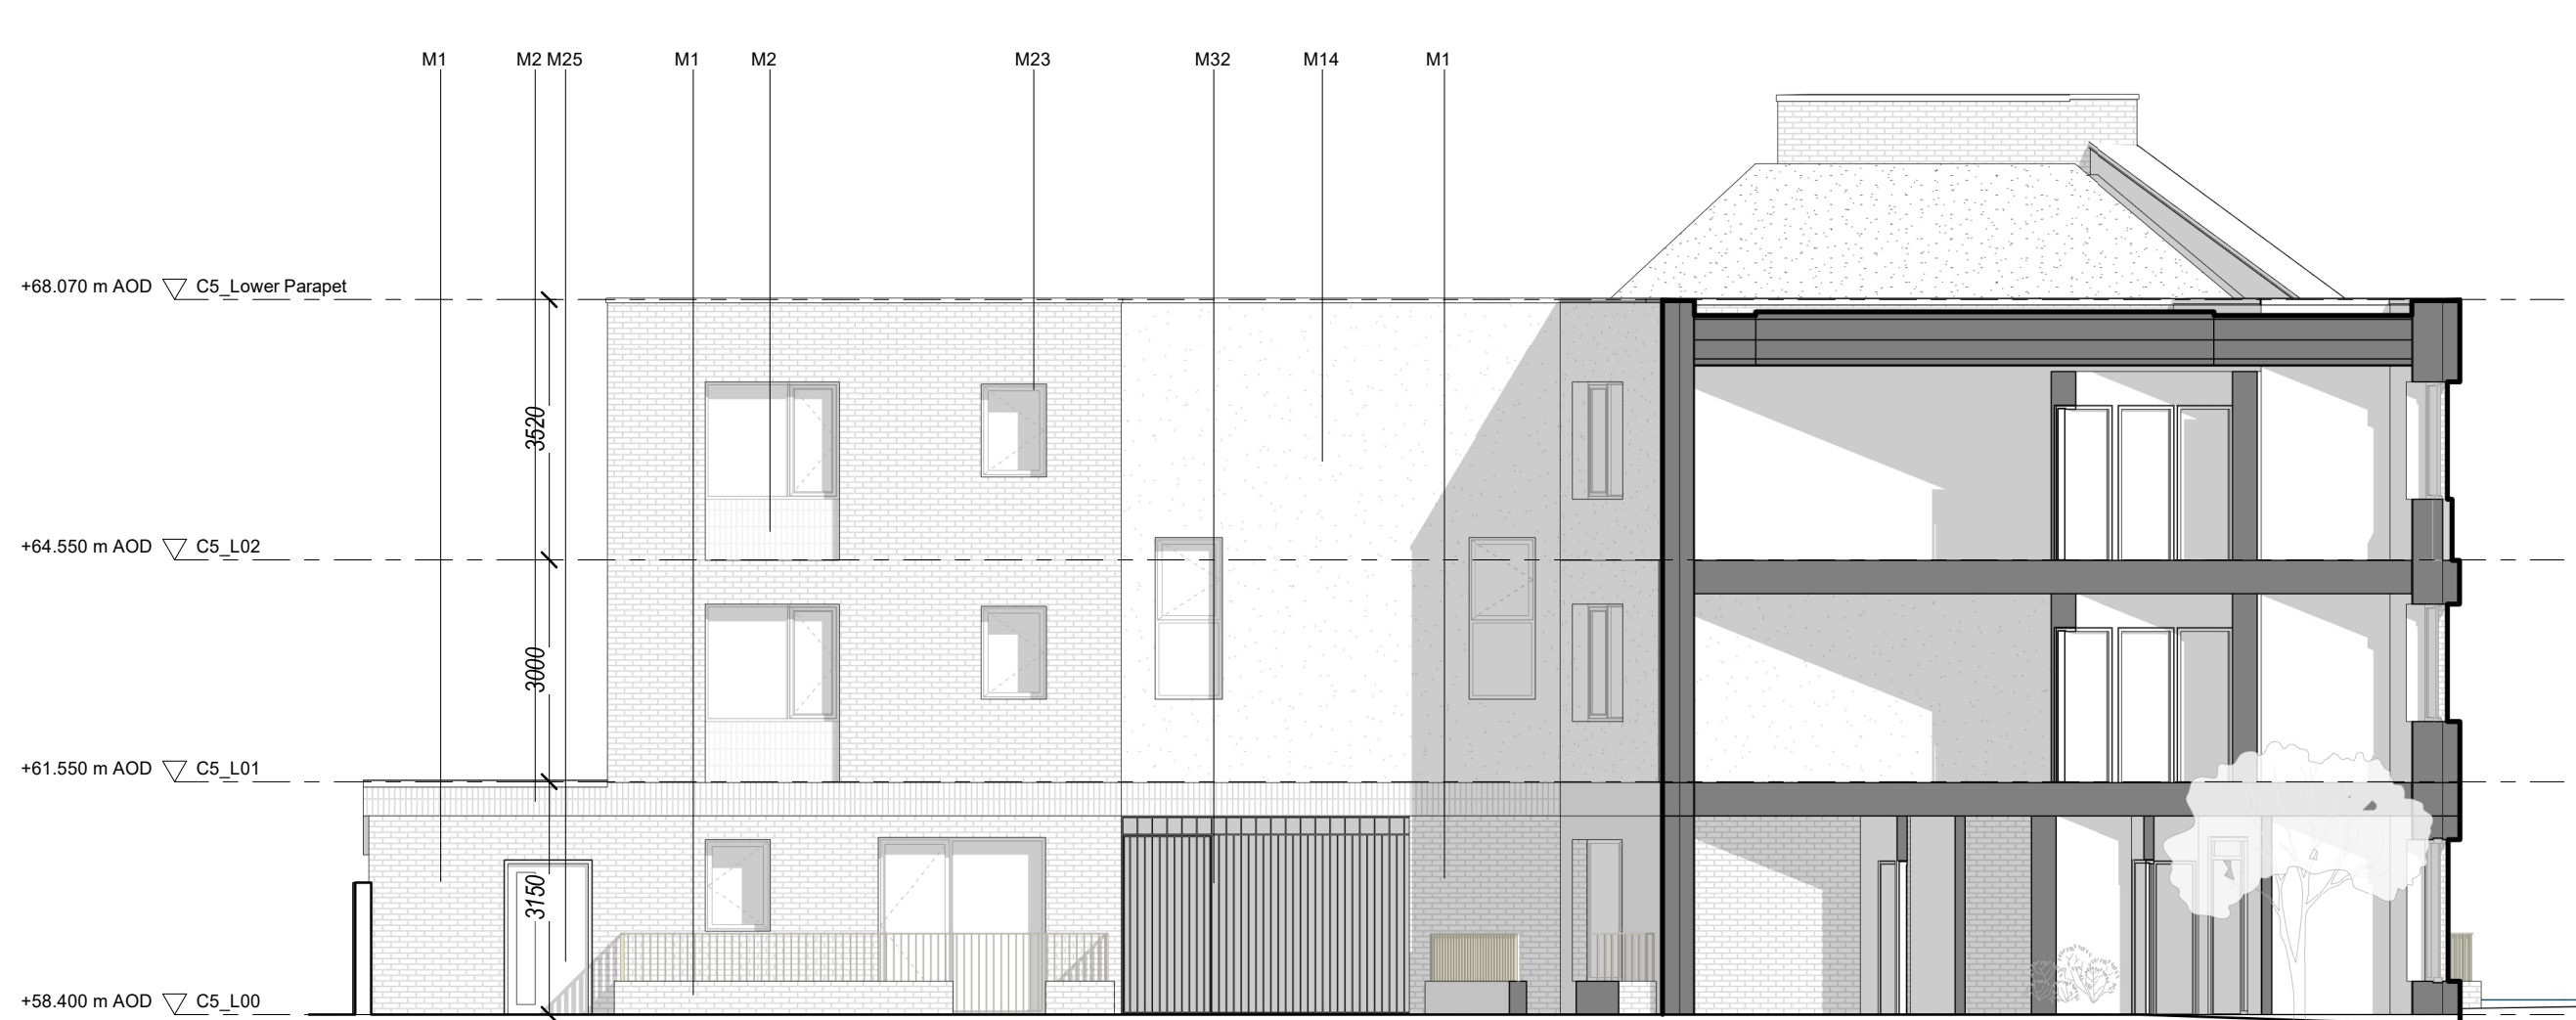 M1 M2 M25 M1 M2 M23 M32 M14 M1
+68.070 m AOD C5_Lower Parapet
3520
+64.550 m AOD C5_L02
3000
+61.550 m AOD C5_L01
3150
+58.400 m AOD C5_L00